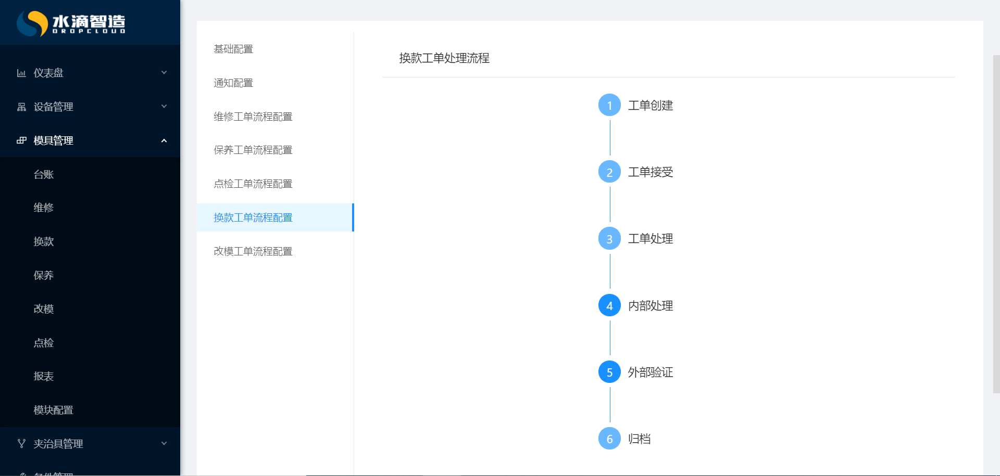 水滴智造
DROPCLOUD
仪表盘
设备管理
模具管理
台账
维修
换款
保养
改模
点检
报表
模块配置
夹治具管理
备件管理
基础配置
通知配置
维修工单流程配置
保养工单流程配置
点检工单流程配置
换款工单流程配置
改模工单流程配置
换款工单处理流程
1 工单创建
2 工单接受
3 工单处理
4 内部处理
5 外部验证
6 归档